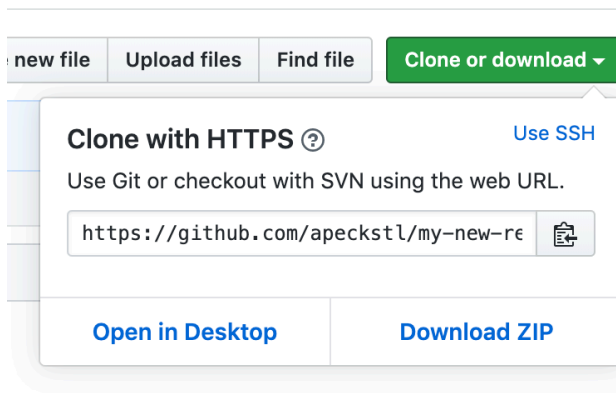 new file
Upload files
Find file
Clone or download
Clone with HTTPS ?
Use SSH
Use Git or checkout with SVN using the web URL.
https://github.com/apeckstl/my-new-re
Open in Desktop
Download ZIP